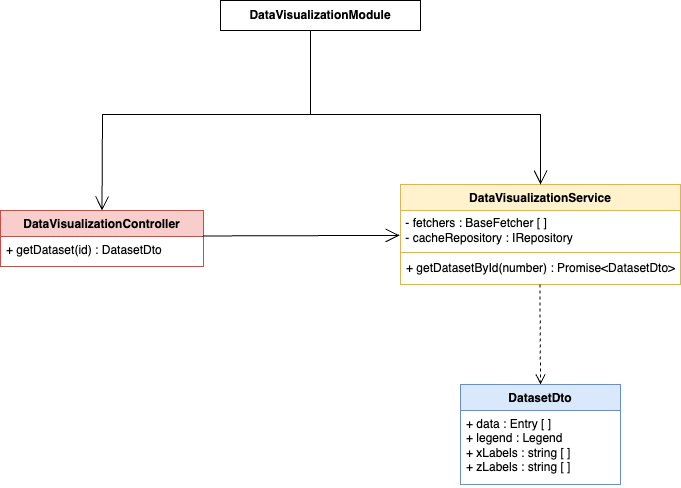 DataVisualizationModule
DataVisualizationController
+ getDataset(id) : DatasetDto
DataVisualizationService
- fetchers : BaseFetcher [ ]
- cacheRepository : IRepository
+ getDatasetById(number) : Promise<DatasetDto>
DatasetDto
+ data : Entry [ ]
+ legend : Legend
+ xLabels : string [ ]
+ zLabels : string [ ]